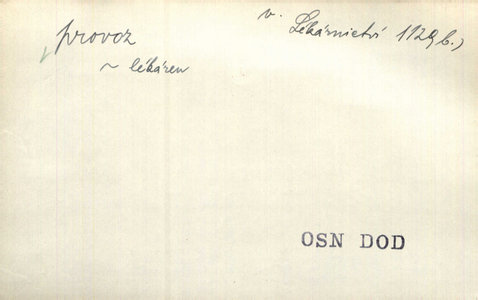 provoz
v. Lékárnictví 1129 b.)
~ lékáren
OSN DOD